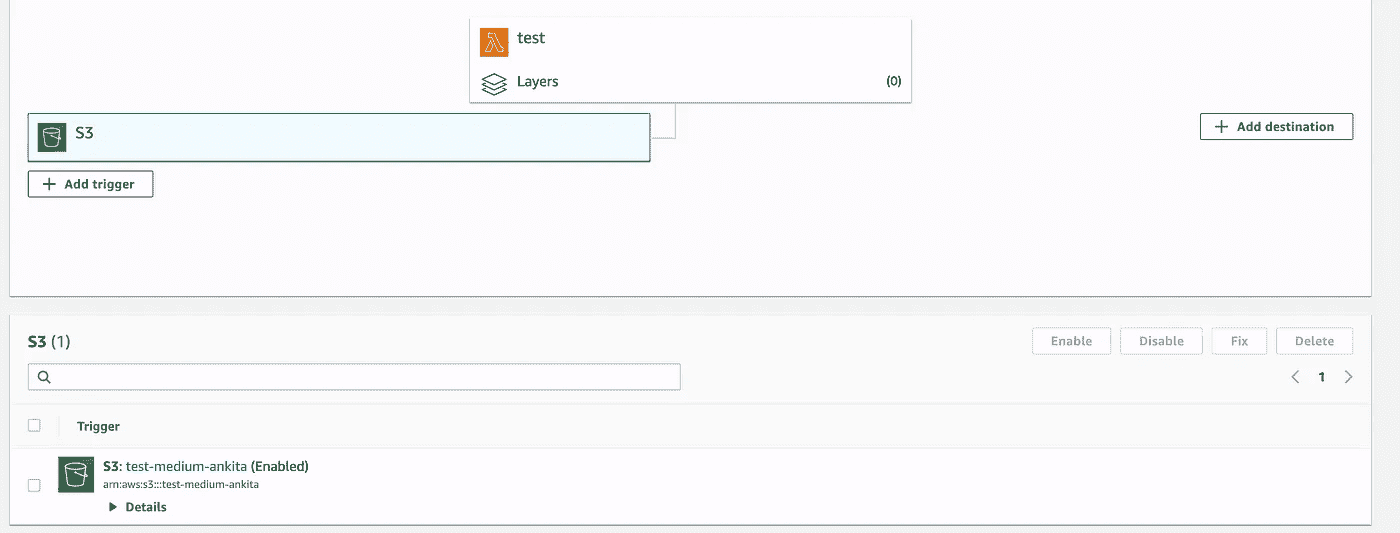 test
Layers (0)
S3
+ Add destination
+ Add trigger
S3 (1)
Enable Disable Fix Delete
1
Trigger
S3: test-medium-ankita (Enabled)
arn:aws:s3:::test-medium-ankita
Details